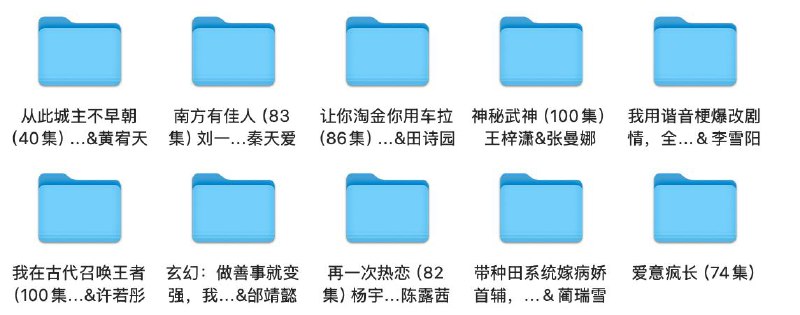 从此城主不早朝
（40集）...&黄宥天
南方有佳人（83
集）刘一...秦天爱
让你淘金你用车拉
（86集）...&田诗园
神秘武神（100集）
王梓潇&张曼娜
我用谐音梗爆改剧
情，全...& 李雪阳
我在古代召唤王者
（100集...&许若彤
玄幻：做善事就变
强，我...&邰靖懿
再一次热恋（82
集）杨宇...陈露茜
带种田系统嫁病娇
首辅，...& 蔺瑞雪
爱意疯长（74集）